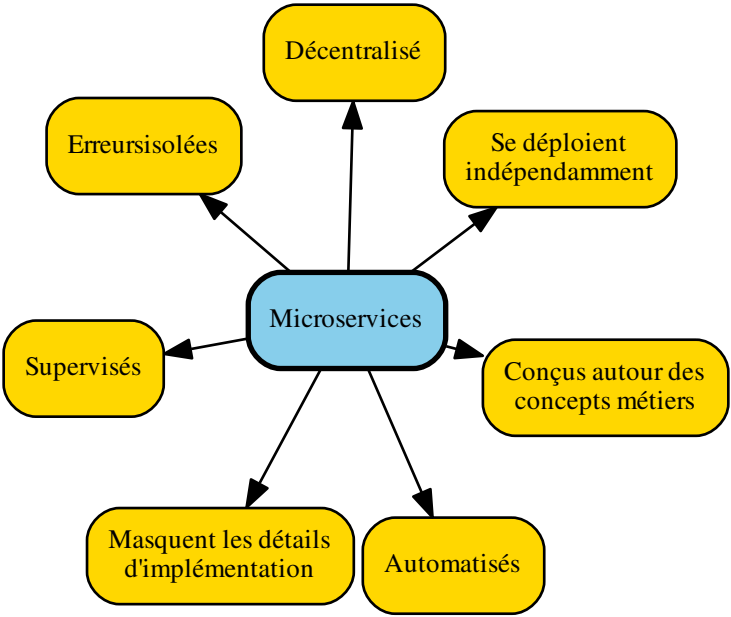 Décentralisé
Erreursisolées
Se déploient
indépendamment
Microservices
Supervisés
Conçus autour des
concepts métiers
Masquent les détails
d'implémentation
Automatisés